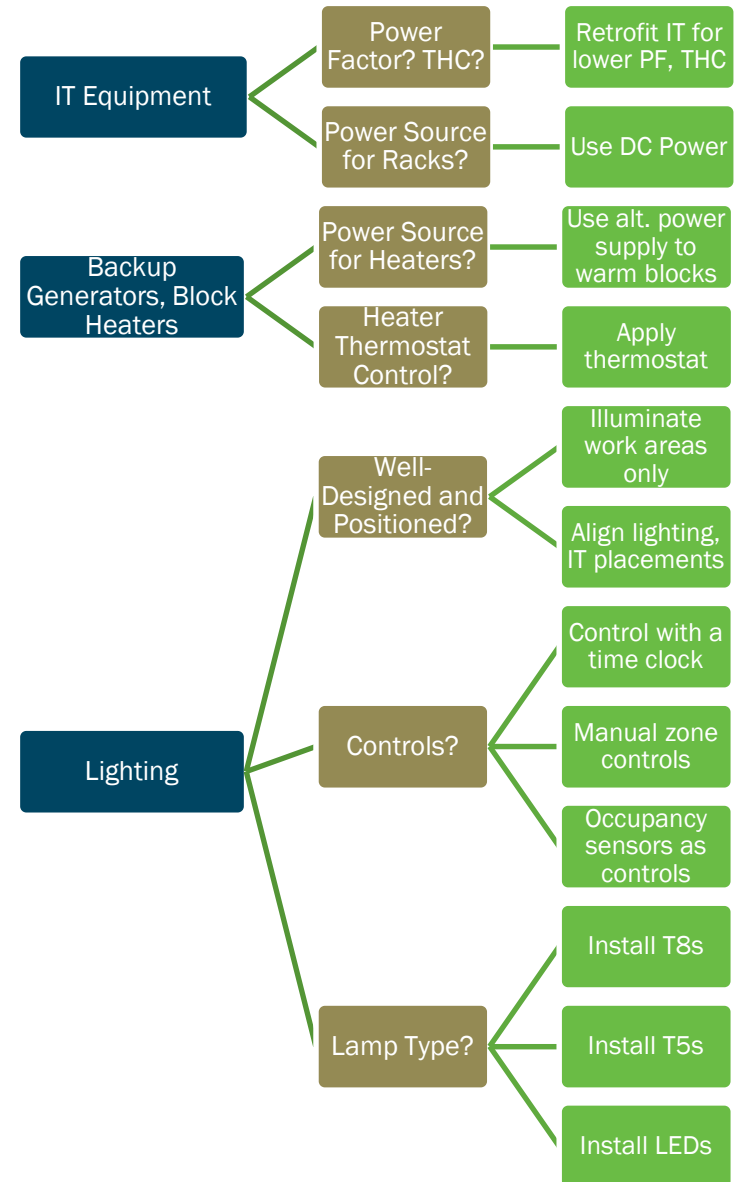 IT Equipment
Power
Factor? THC?
Retrofit IT for
lower PF, THC
Power Source
for Racks?
Use DC Power
Backup
Generators, Block
Heaters
Power Source
for Heaters?
Use alt. power
supply to
warm blocks
Heater
Thermostat
Control?
Apply
thermostat
Lighting
Well-
Designed and
Positioned?
Illuminate
work areas
only
Align lighting,
IT placements
Controls?
Control with a
time clock
Manual zone
controls
Occupancy
sensors as
controls
Lamp Type?
Install T8s
Install T5s
Install LEDs